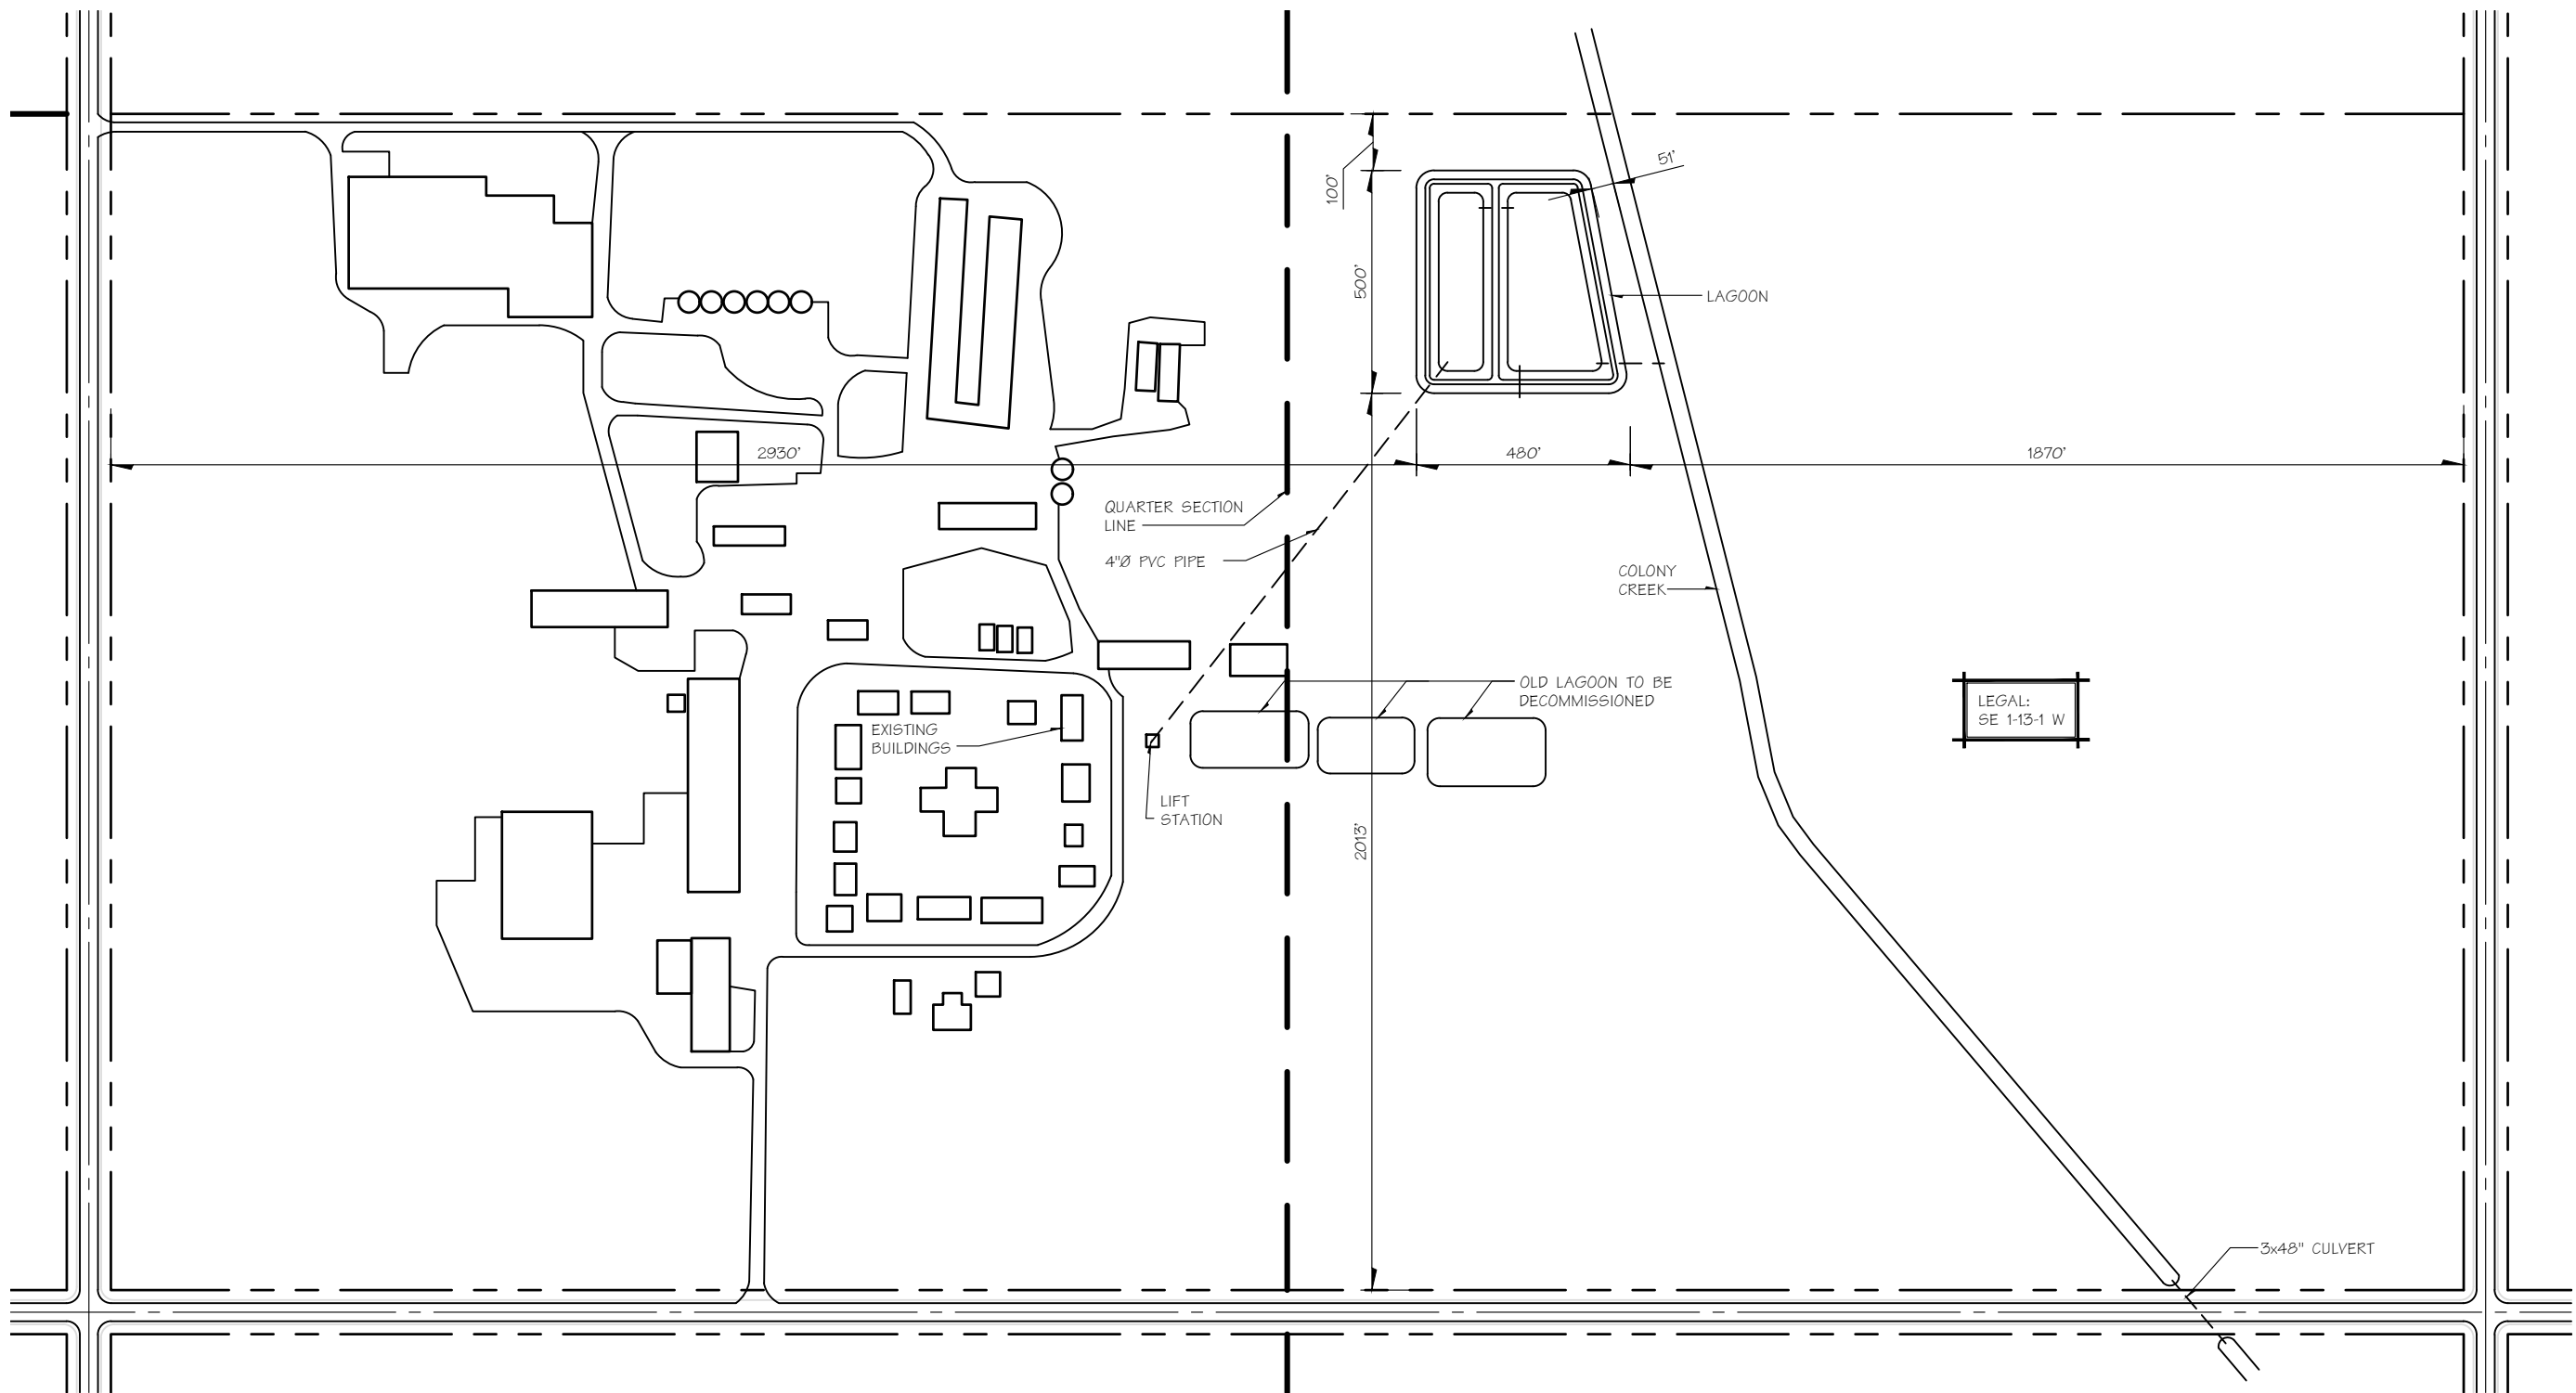 51'
100'
500'
LAGOON
2930'
480'
1870'
QUARTER SECTION
LINE
4"Ø PVC PIPE
COLONY
CREEK
OLD LAGOON TO BE
DECOMMISSIONED
LEGAL:
SE 1-13-1 W
EXISTING
BUILDINGS
LIFT
STATION
2013'
3x48" CULVERT